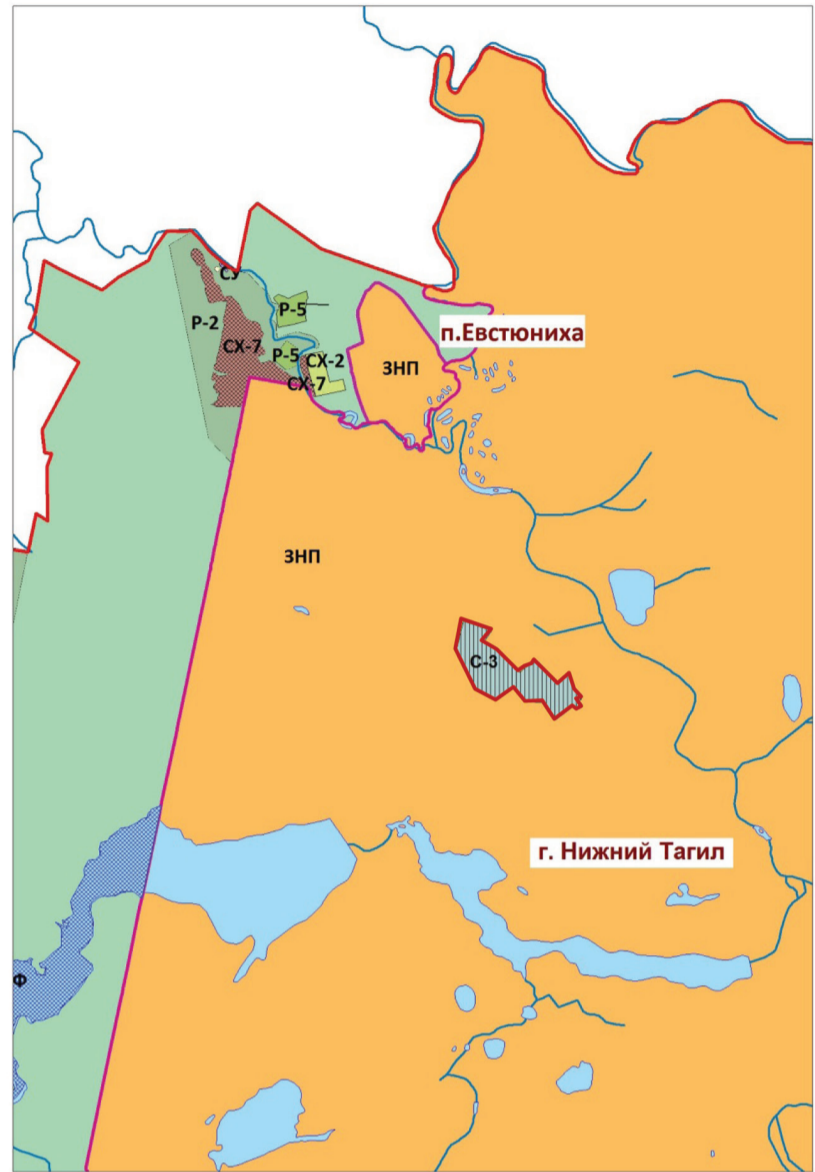 СУ
Р-5
Р-2
п.Евстюниха
СХ-7
Р-5
СХ-2
ЗНП
СХ-7
ЗНП
С-3
г. Нижний Тагил
Ф